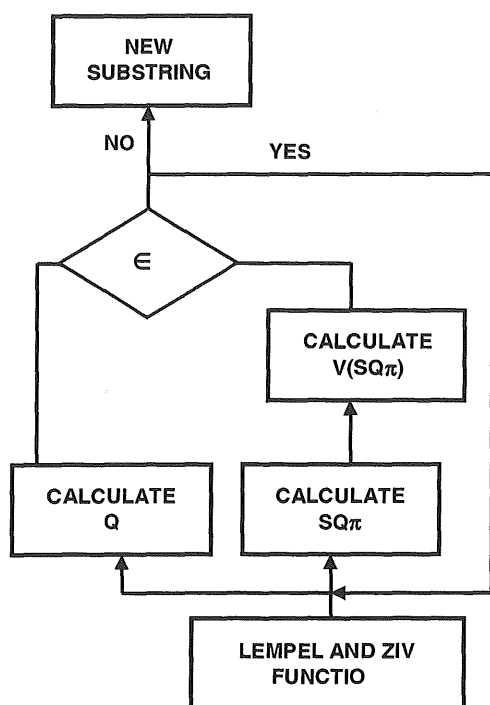 NEW
SUBSTRING
NO
YES
∈
CALCULATE
V(SQπ)
CALCULATE
Q
CALCULATE
SQπ
LEMPEL AND ZIV
FUNCTIO